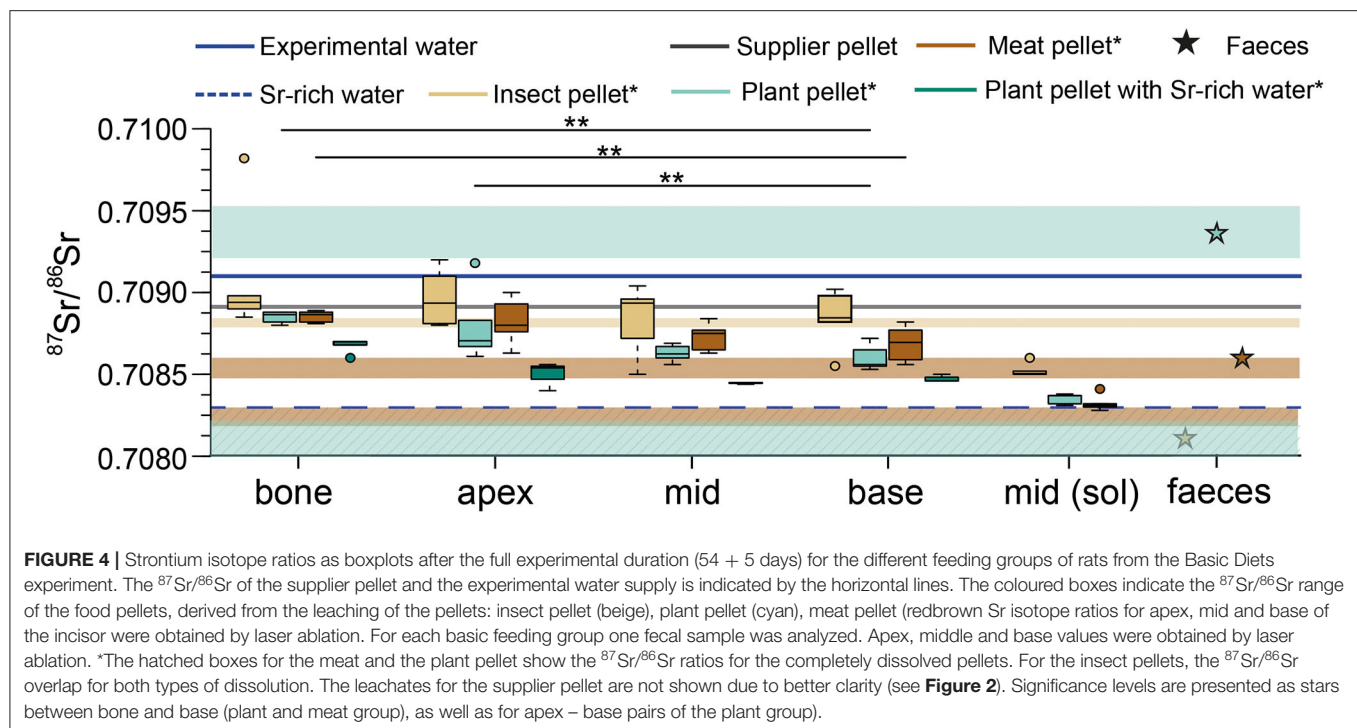 Experimental water Supplier pellet Meat pellet* Faeces
Sr-rich water Insect pellet* Plant pellet* Plant pellet with Sr-rich water*
0.7100
0.7095
0.7090
0.7085
0.7080
⁸⁷Sr/⁸⁶Sr
**
**
**
bone apex mid base mid (sol) faeces
FIGURE 4 | Strontium isotope ratios as boxplots after the full experimental duration (54 + 5 days) for the different feeding groups of rats from the Basic Diets
experiment. The ⁸⁷Sr/⁸⁶Sr of the supplier pellet and the experimental water supply is indicated by the horizontal lines. The coloured boxes indicate the ⁸⁷Sr/⁸⁶Sr range
of the food pellets, derived from the leaching of the pellets: insect pellet (beige), plant pellet (cyan), meat pellet (redbrown Sr isotope ratios for apex, mid and base of
the incisor were obtained by laser ablation. For each basic feeding group one fecal sample was analyzed. Apex, middle and base values were obtained by laser
ablation. *The hatched boxes for the meat and the plant pellet show the ⁸⁷Sr/⁸⁶Sr ratios for the completely dissolved pellets. For the insect pellets, the ⁸⁷Sr/⁸⁶Sr
overlap for both types of dissolution. The leachates for the supplier pellet are not shown due to better clarity (see Figure 2). Significance levels are presented as stars
between bone and base (plant and meat group), as well as for apex – base pairs of the plant group).